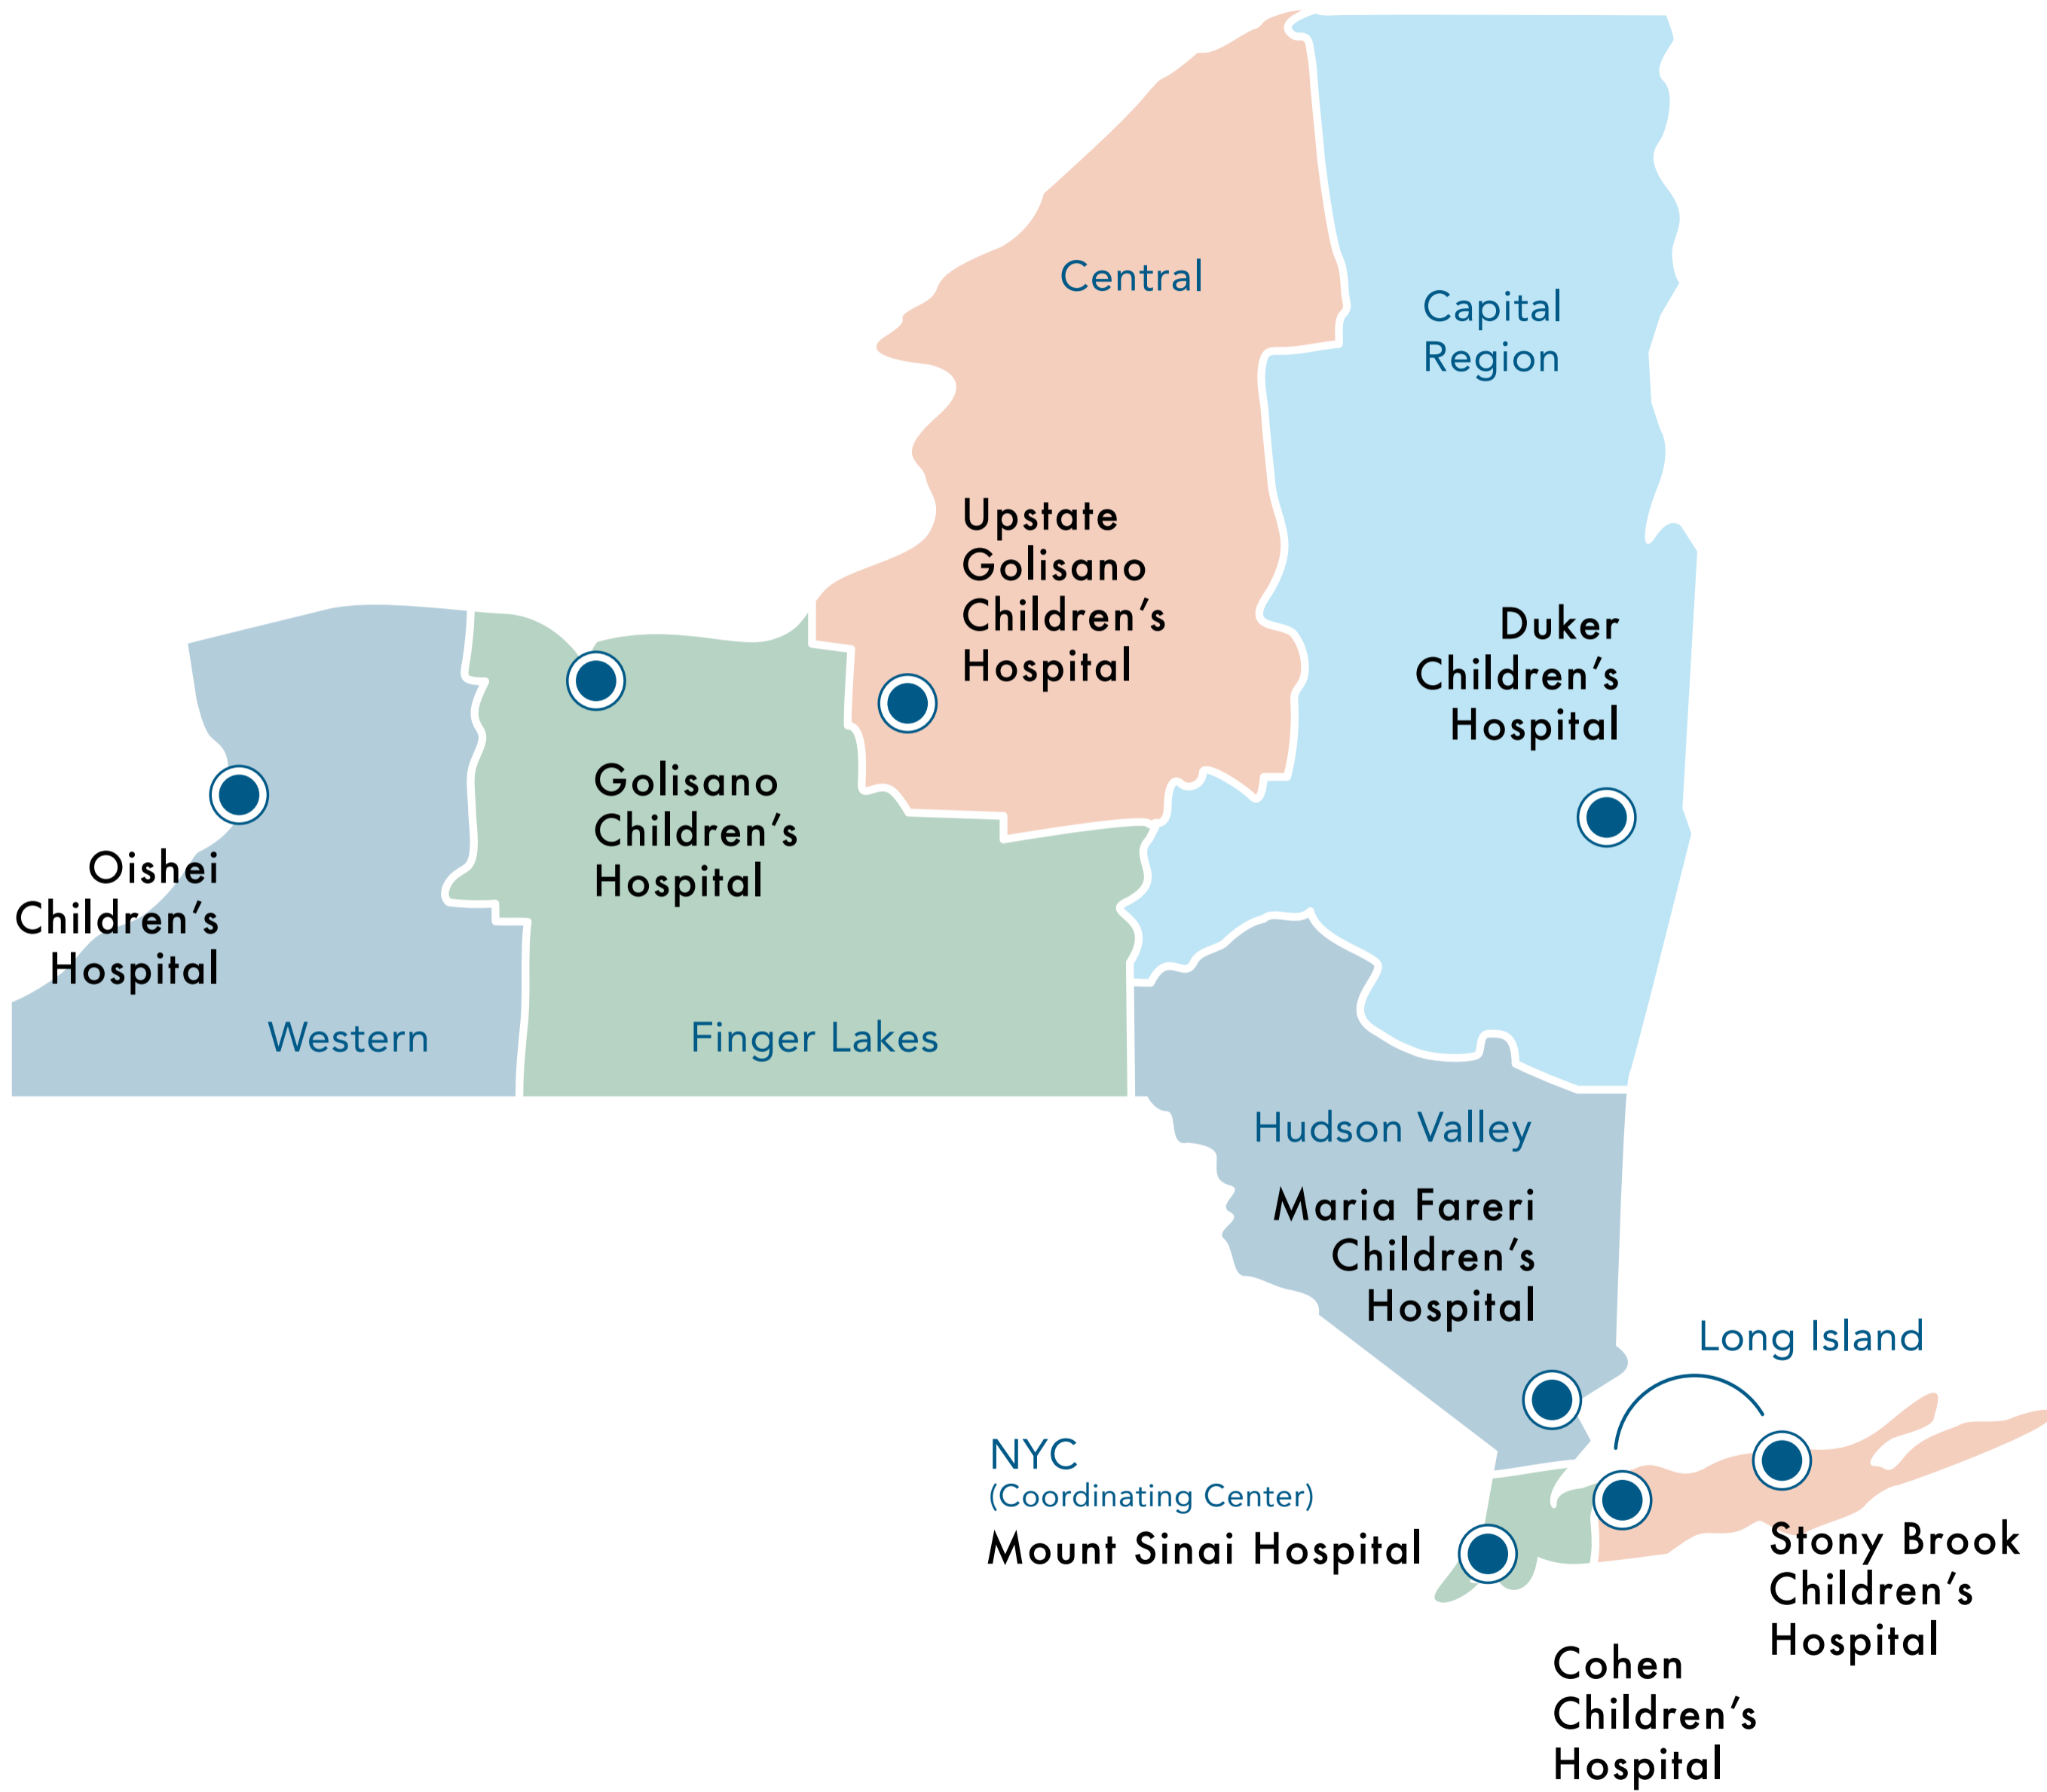 Central
Capital
Region
Upstate
Golisano
Children's
Hospital
Duker
Children's
Hospital
Golisano
Children's
Hospital
Oishei
Children's
Hospital
Western
Finger Lakes
Hudson Valley
Maria Fareri
Children's
Hospital
Long Island
NYC
(Coordinating Center)
Mount Sinai Hospital
Stony Brook
Children's
Hospital
Cohen
Children's
Hospital